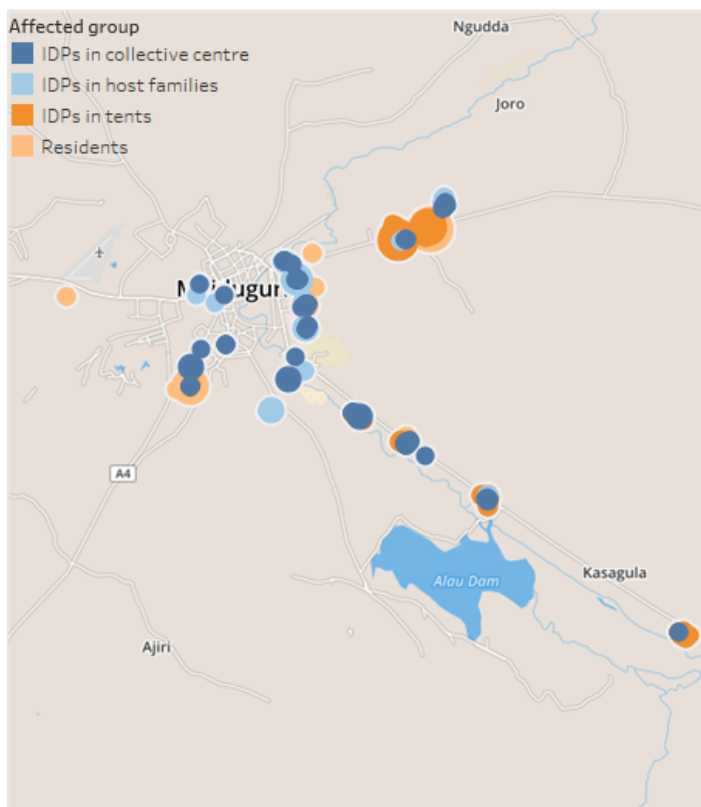 Affected group
IDPs in collective centre
IDPs in host families
IDPs in tents
Residents
Ngudda
Joro
A4
Alau Dam
Kasagula
Ajiri